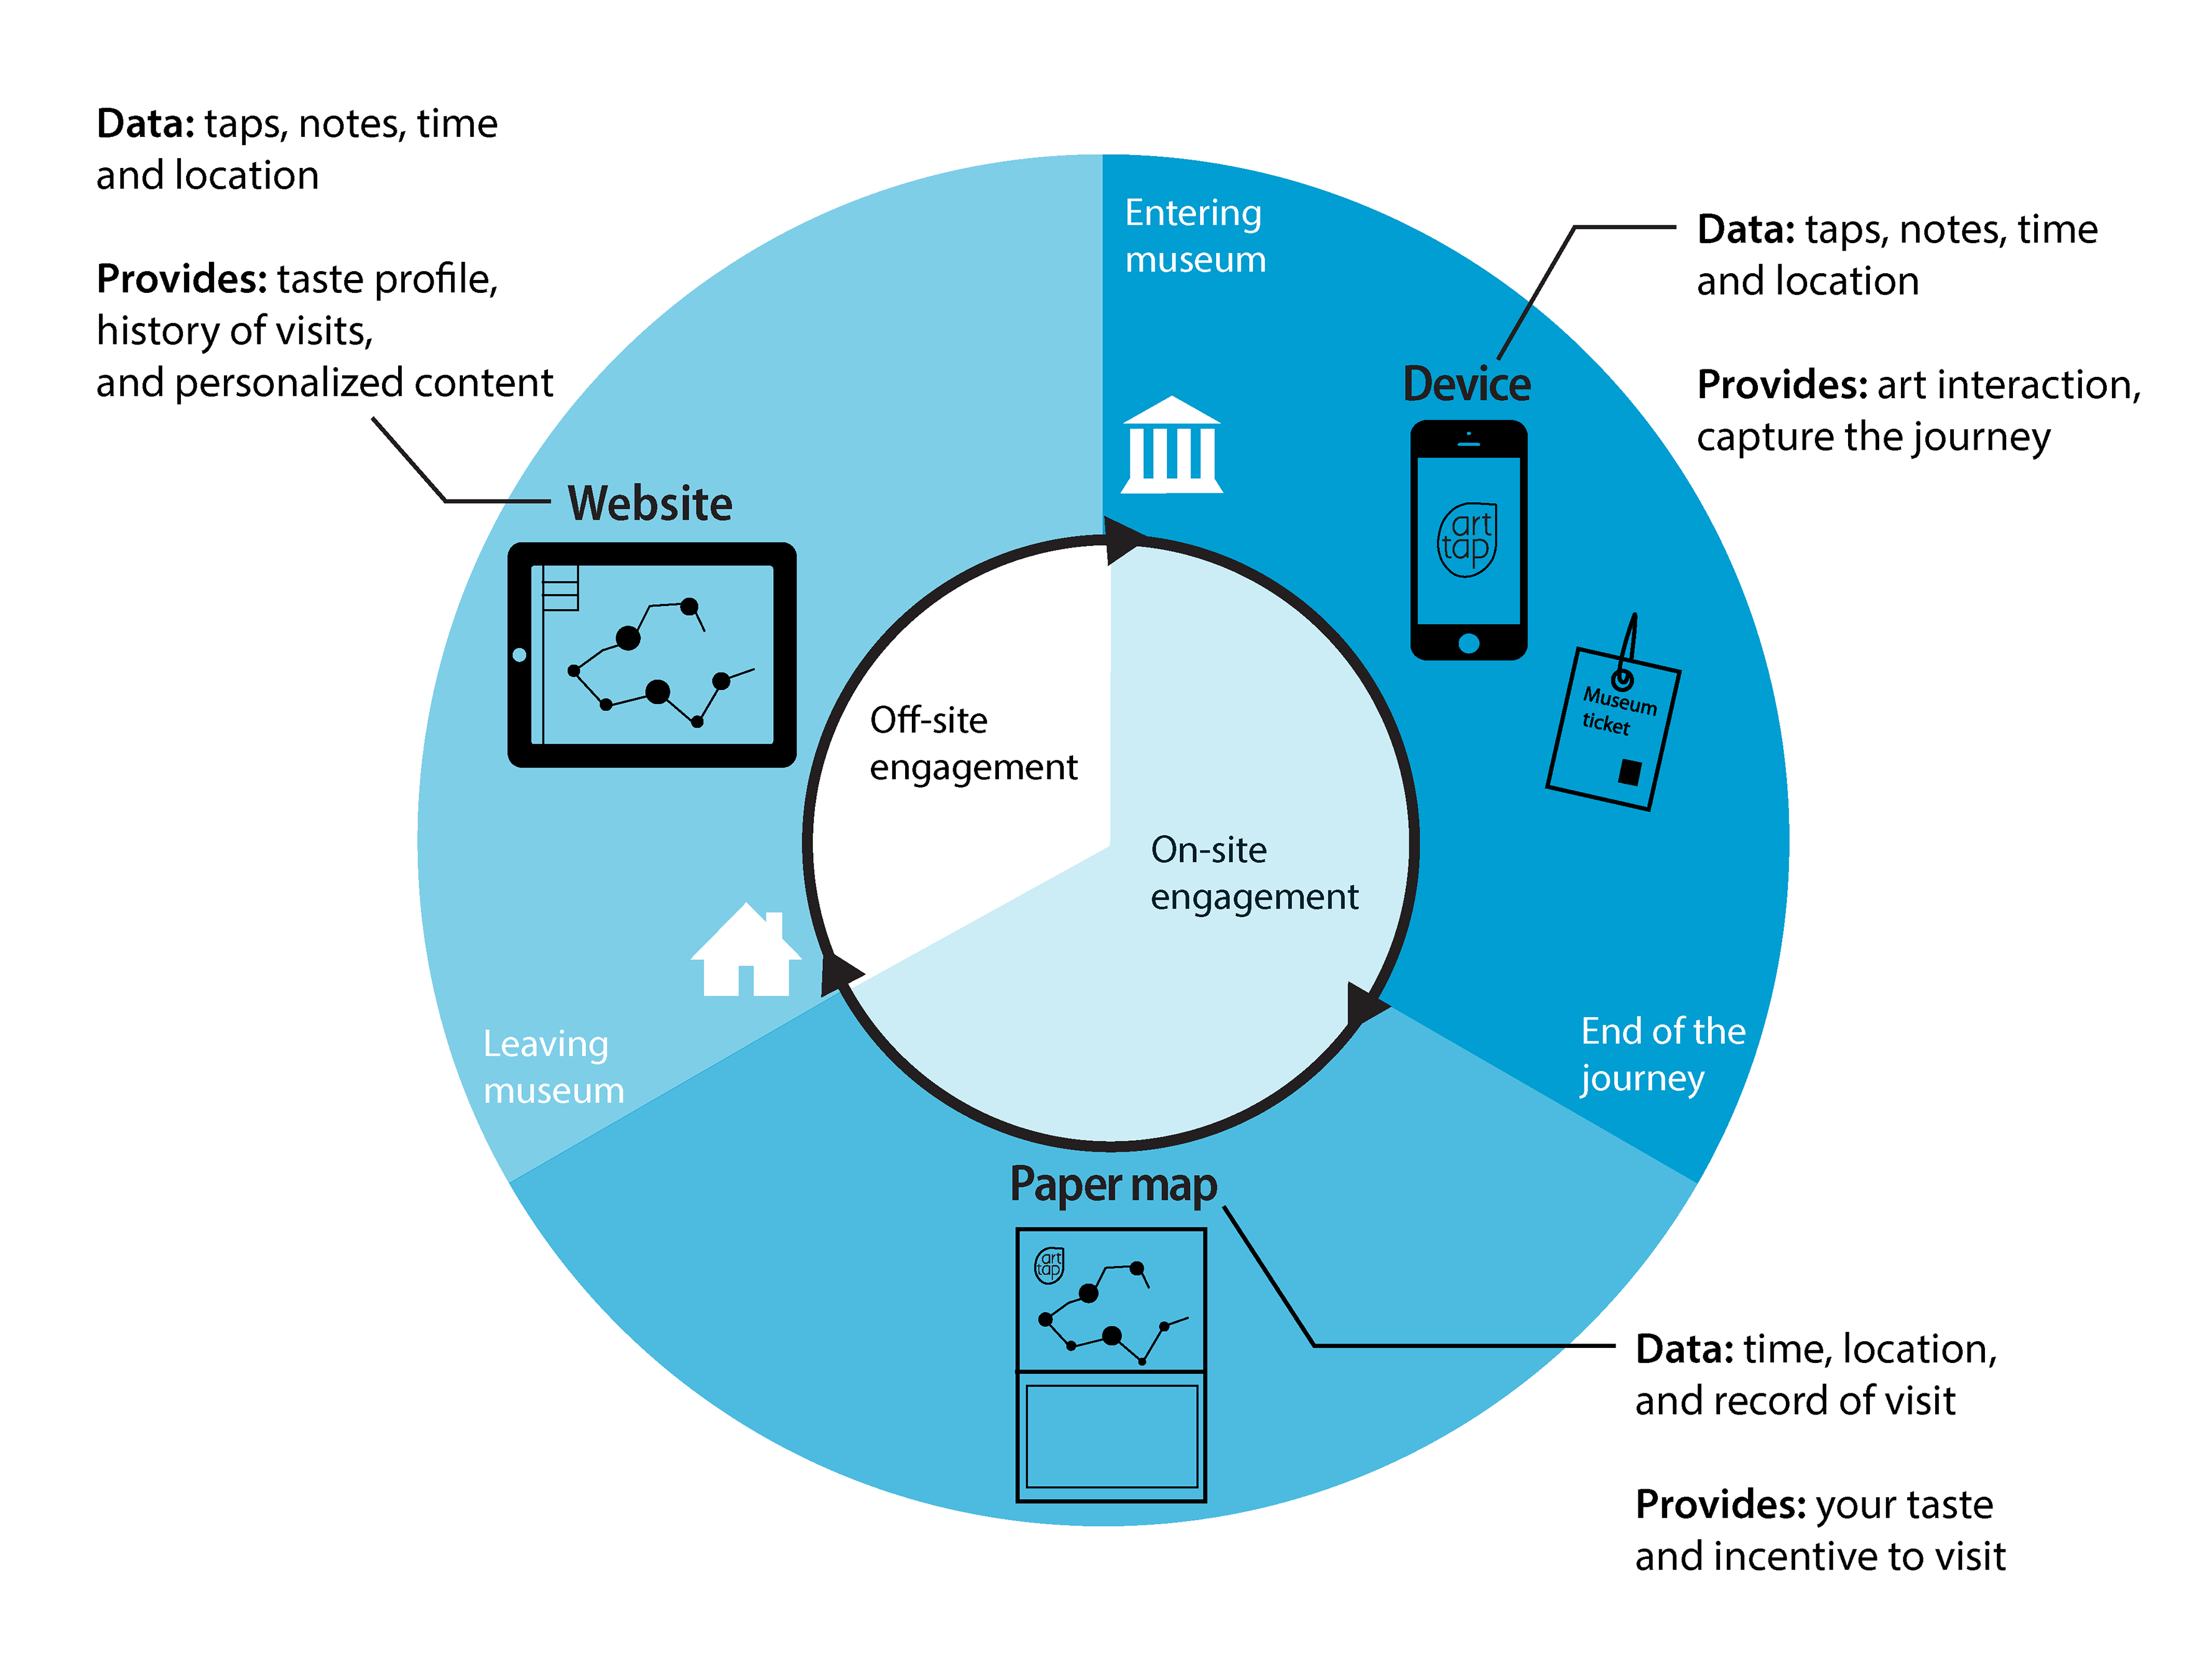 Data: taps, notes, time
and location
Provides: taste profile,
history of visits,
and personalized content
Website
Entering
museum
Device
art
tap
Data: taps, notes, time
and location
Provides: art interaction,
capture the journey
Museum
ticket
Off-site
engagement
On-site
engagement
Leaving
museum
End of the
journey
Paper map
art
tap
Data: time, location,
and record of visit
Provides: your taste
and incentive to visit